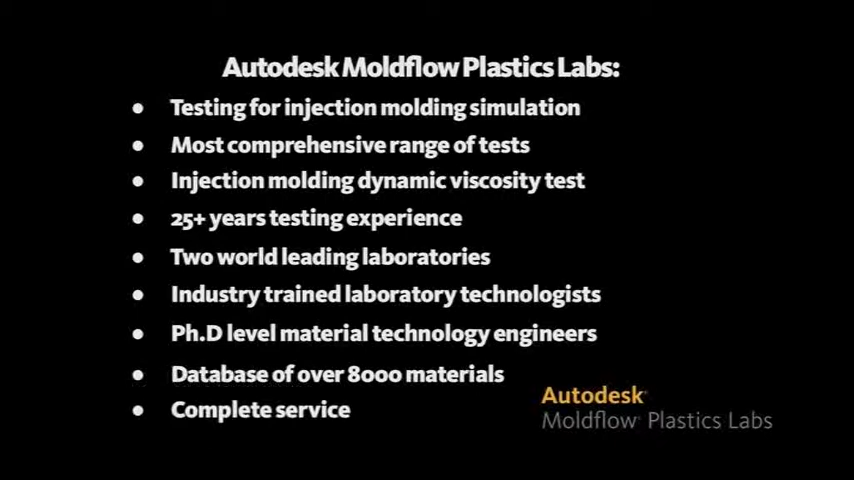 Autodesk Moldflow Plastics Labs:
● Testing for injection molding simulation
● Most comprehensive range of tests
● Injection molding dynamic viscosity test
● 25+ years testing experience
● Two world leading laboratories
● Industry trained laboratory technologists
● Ph.D level material technology engineers
● Database of over 8000 materials
● Complete service
Autodesk®
Moldflow® Plastics Labs